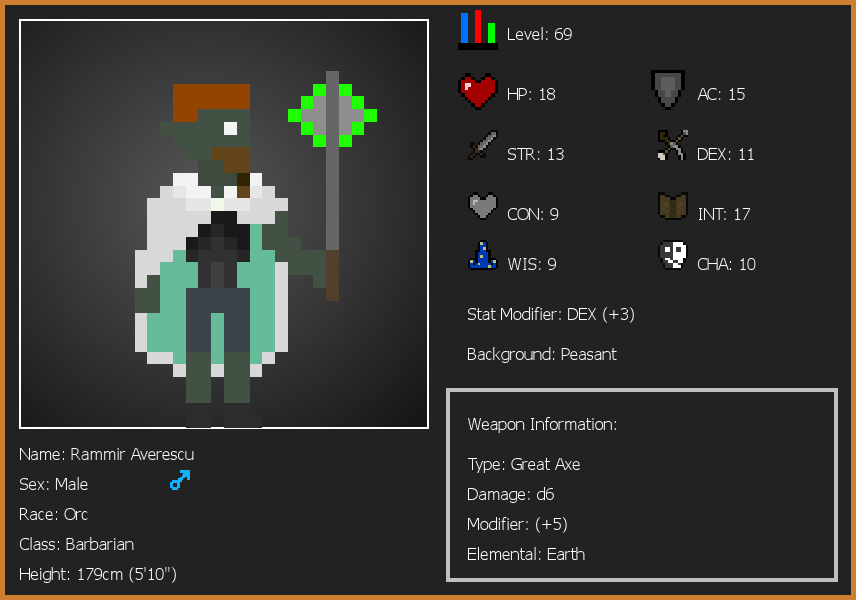 Level: 69
HP: 18
AC: 15
STR: 13
DEX: 11
CON: 9
INT: 17
WIS: 9
CHA: 10
Stat Modifier: DEX (+3)
Background: Peasant
Weapon Information:
Type: Great Axe
Damage: d6
Modifier: (+5)
Elemental: Earth
Name: Rammir Averescu
Sex: Male
Race: Orc
Class: Barbarian
Height: 179cm (5'10")